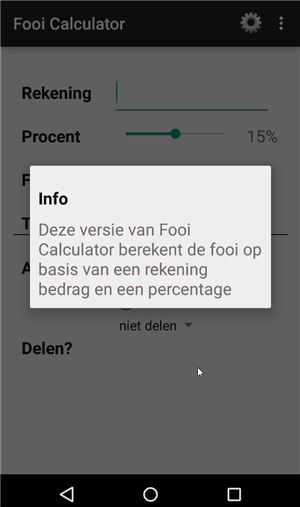 Fooi Calculator
Rekening
Procent 15%
F
Info
T
Deze versie van Fooi
Calculator berekent de fooi op
A
basis van een rekening
bedrag en een percentage
niet delen
Delen?